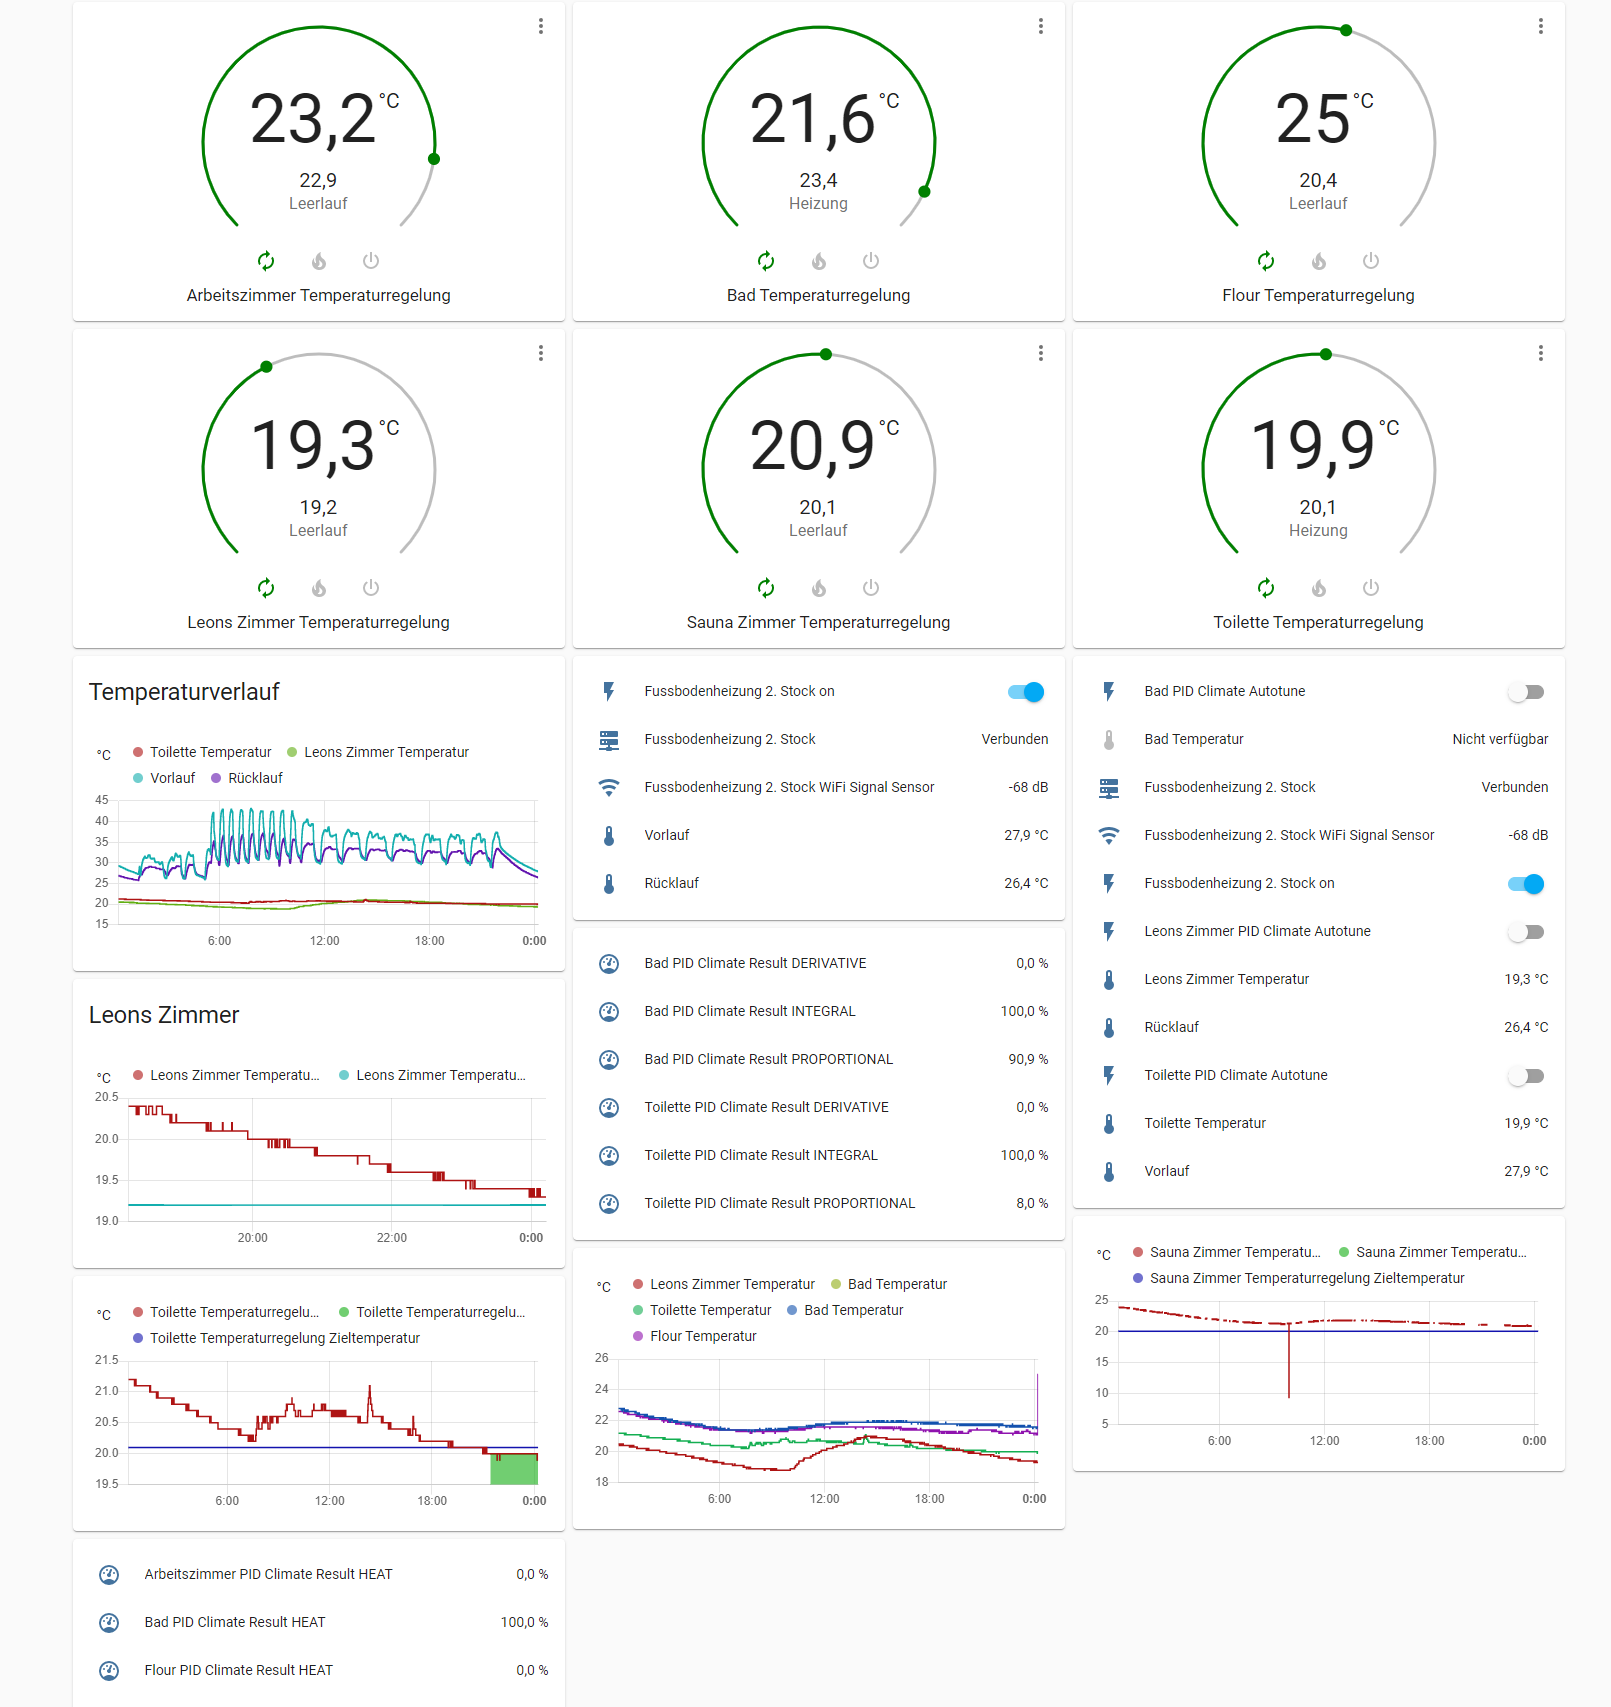 23,2 °C
22,9
Leerlauf
Arbeitszimmer Temperaturregelung
21,6 °C
23,4
Heizung
Bad Temperaturregelung
25 °C
20,4
Leerlauf
Flour Temperaturregelung
19,3 °C
19,2
Leerlauf
Leons Zimmer Temperaturregelung
20,9 °C
20,1
Leerlauf
Sauna Zimmer Temperaturregelung
19,9 °C
20,1
Heizung
Toilette Temperaturregelung
Temperaturverlauf
°C
Toilette Temperatur Leons Zimmer Temperatur
Vorlauf Rücklauf
45
40
35
30
25
20
15
6:00 12:00 18:00 0:00
Leons Zimmer
°C
Leons Zimmer Temperatu... Leons Zimmer Temperatu...
20.5
20.0
19.5
19.0
20:00 22:00 0:00
°C
Toilette Temperaturregelu... Toilette Temperaturregelu...
Toilette Temperaturregelung Zieltemperatur
21.5
21.0
20.5
20.0
19.5
6:00 12:00 18:00 0:00
Arbeitszimmer PID Climate Result HEAT 0,0 %
Bad PID Climate Result HEAT 100,0 %
Flour PID Climate Result HEAT 0,0 %
Fussbodenheizung 2. Stock on
Fussbodenheizung 2. Stock Verbunden
Fussbodenheizung 2. Stock WiFi Signal Sensor -68 dB
Vorlauf 27,9 °C
Rücklauf 26,4 °C
Bad PID Climate Result DERIVATIVE 0,0 %
Bad PID Climate Result INTEGRAL 100,0 %
Bad PID Climate Result PROPORTIONAL 90,9 %
Toilette PID Climate Result DERIVATIVE 0,0 %
Toilette PID Climate Result INTEGRAL 100,0 %
Toilette PID Climate Result PROPORTIONAL 8,0 %
°C
Leons Zimmer Temperatur Bad Temperatur
Toilette Temperatur Bad Temperatur
Flour Temperatur
26
24
22
20
18
6:00 12:00 18:00 0:00
Bad PID Climate Autotune
Bad Temperatur Nicht verfügbar
Fussbodenheizung 2. Stock Verbunden
Fussbodenheizung 2. Stock WiFi Signal Sensor -68 dB
Fussbodenheizung 2. Stock on
Leons Zimmer PID Climate Autotune
Leons Zimmer Temperatur 19,3 °C
Rücklauf 26,4 °C
Toilette PID Climate Autotune
Toilette Temperatur 19,9 °C
Vorlauf 27,9 °C
°C
Sauna Zimmer Temperatu... Sauna Zimmer Temperatu...
Sauna Zimmer Temperaturregelung Zieltemperatur
25
20
15
10
5
6:00 12:00 18:00 0:00